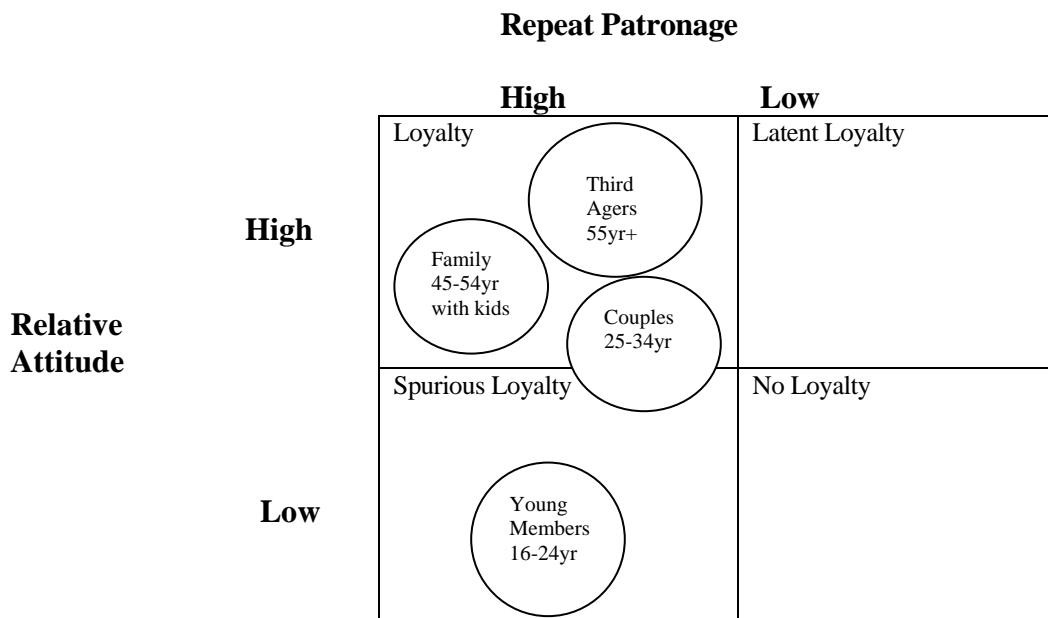 Repeat Patronage
High
Low
Loyalty
Latent Loyalty
Third
Agers
55yr+
High
Family
45-54yr
with kids
Couples
25-34yr
Relative
Attitude
Spurious Loyalty
No Loyalty
Low
Young
Members
16-24yr